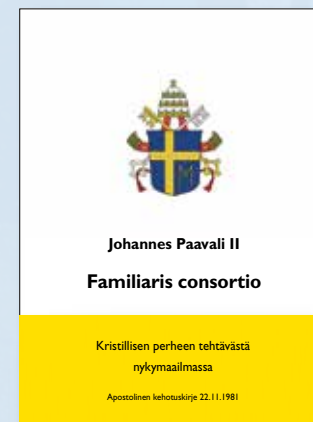 Johannes Paavali II
Familiaris consortio
Kristillisen perheen tehtävästä
nykymaailmassa
Apostolinen kehotuskirje 22.11.1981